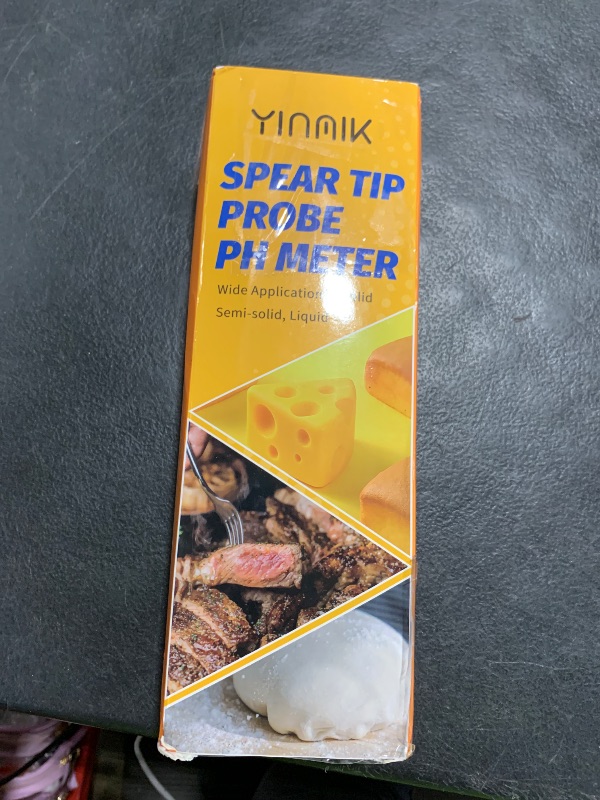 YINMIK
SPEAR TIP
PROBE
PH METER
Wide Application
Semi-solid, Liquid